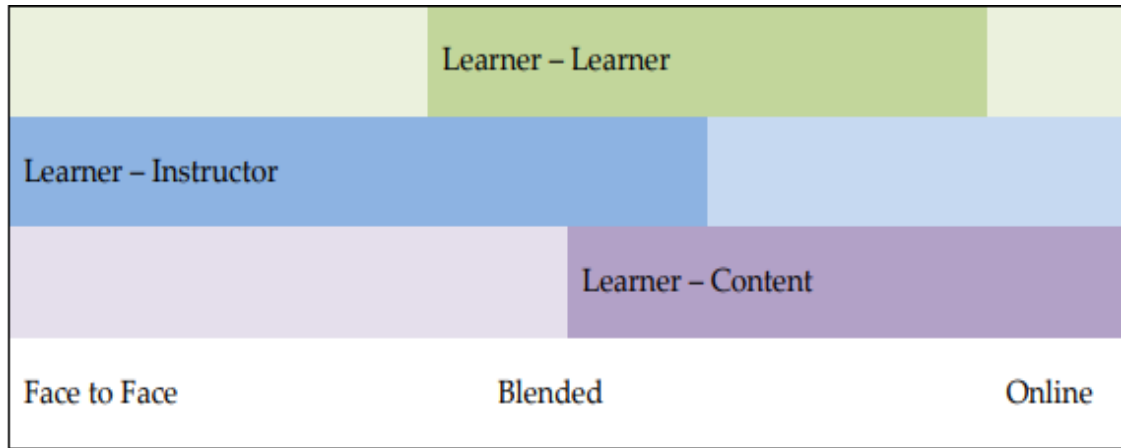 Learner – Learner
Learner – Instructor
Learner – Content
Face to Face Blended Online